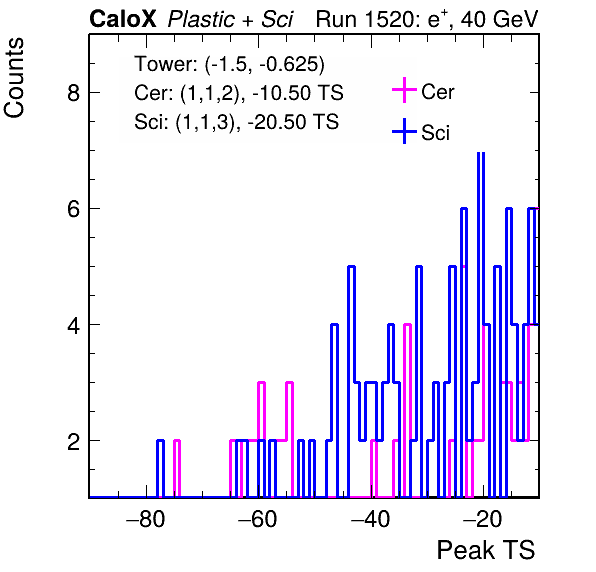 CaloX Plastic + Sci Run 1520: e⁺, 40 GeV
Tower: (-1.5, -0.625)
Cer: (1,1,2), -10.50 TS
Sci: (1,1,3), -20.50 TS
Cer
Sci
Counts
8
6
4
2
−80 −60 −40 −20
Peak TS